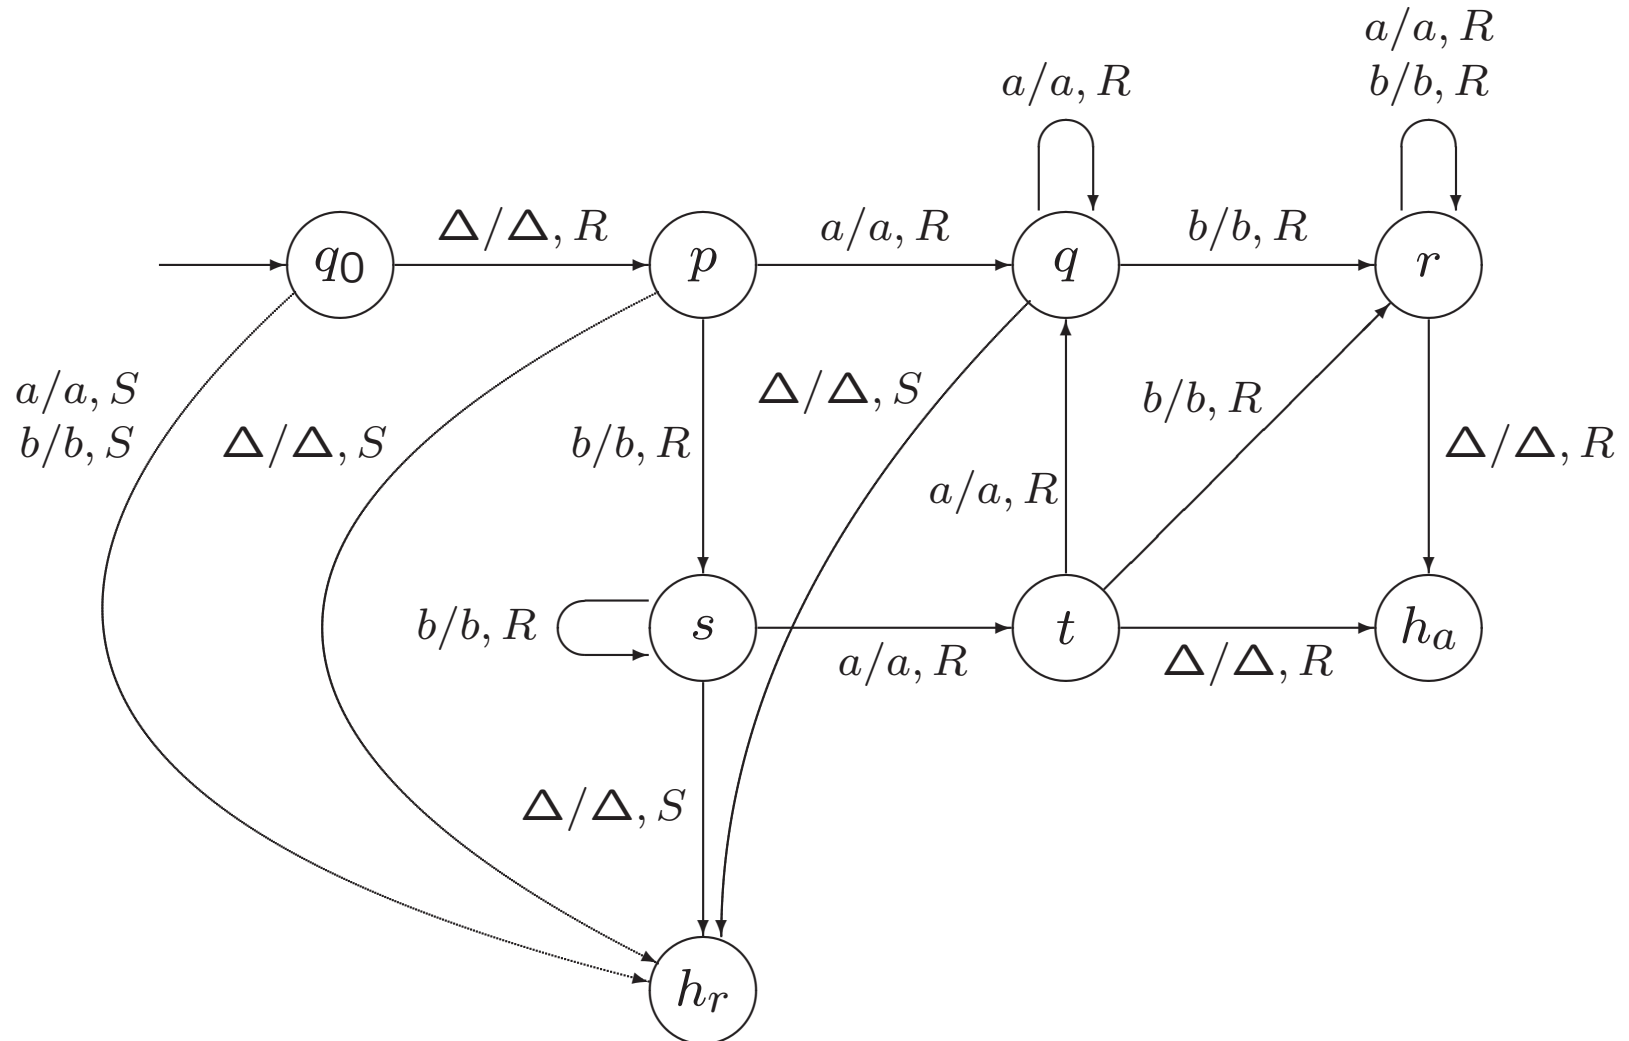 a/a, R
a/a, R
b/b, R
Δ/Δ, R
a/a, R
b/b, R
q₀
p
q
r
a/a, S
b/b, S
Δ/Δ, S
b/b, R
Δ/Δ, S
a/a, R
b/b, R
Δ/Δ, R
b/b, R
s
a/a, R
t
Δ/Δ, R
hₐ
Δ/Δ, S
hᵣ